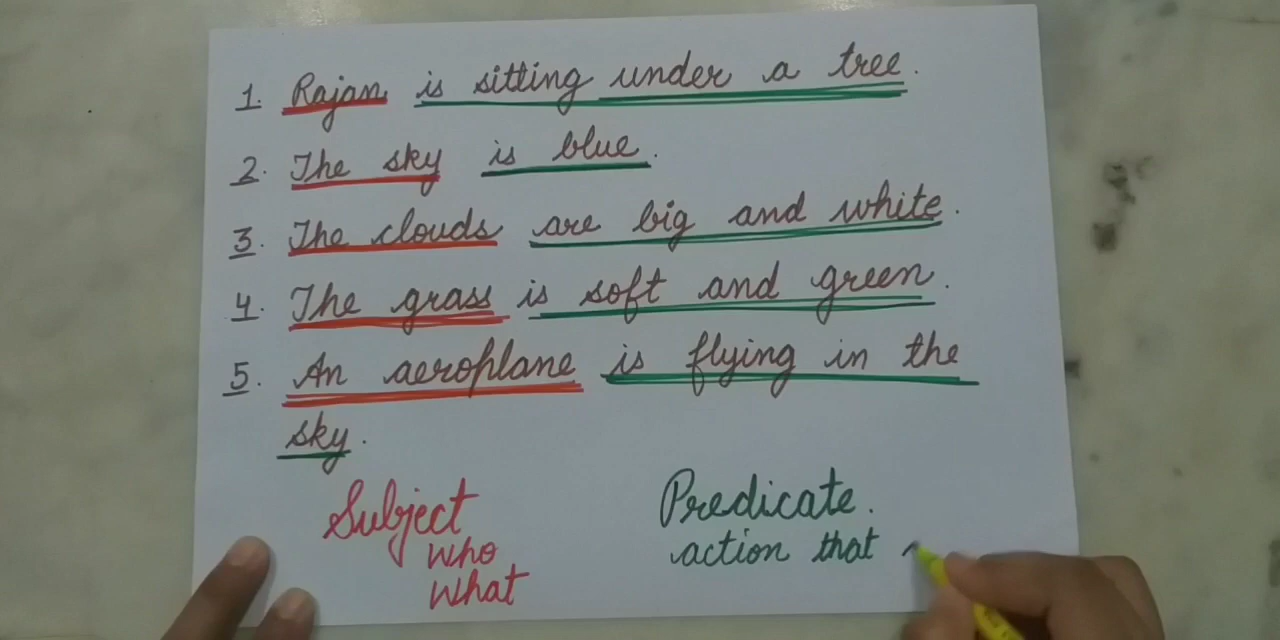 1. Rajan is sitting under a tree.
2. The sky is blue.
3. The clouds are big and white.
4. The grass is soft and green.
5. An aeroplane is flying in the
sky.
Subject
who
what
Predicate.
action that